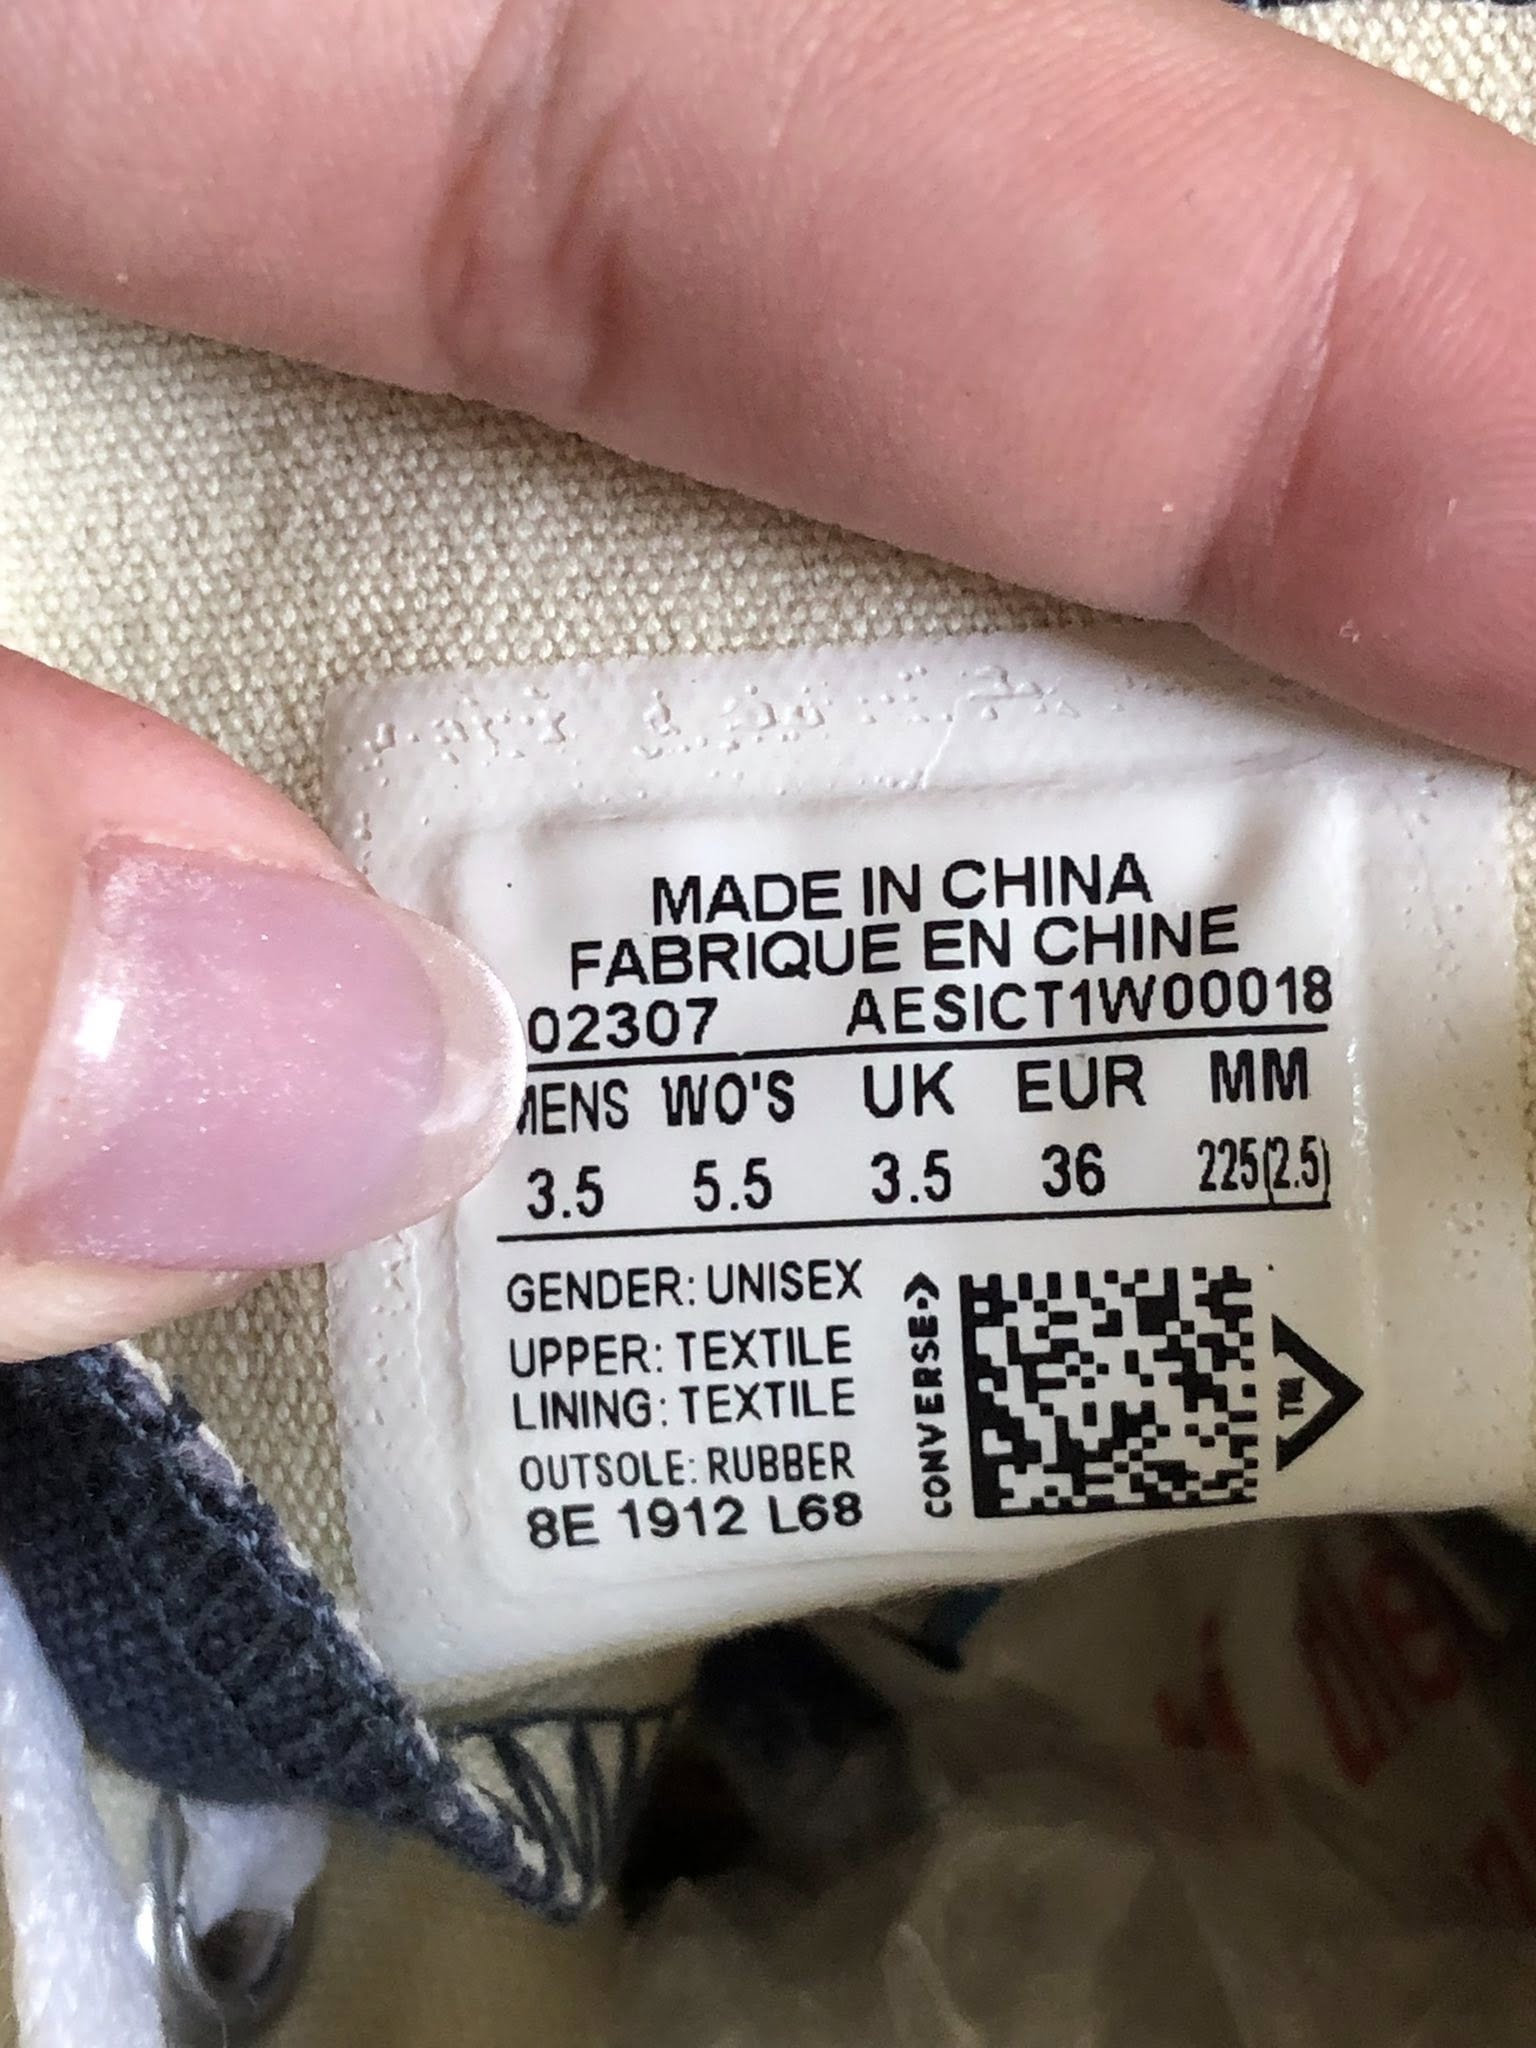 MADE IN CHINA
FABRIQUE EN CHINE
02307 AESICT1W00018
MENS WO'S UK EUR MM
3.5 5.5 3.5 36 225(2.5)
GENDER: UNISEX
UPPER: TEXTILE
LINING: TEXTILE
OUTSOLE: RUBBER
8E 1912 L68
CONVERSE
TM